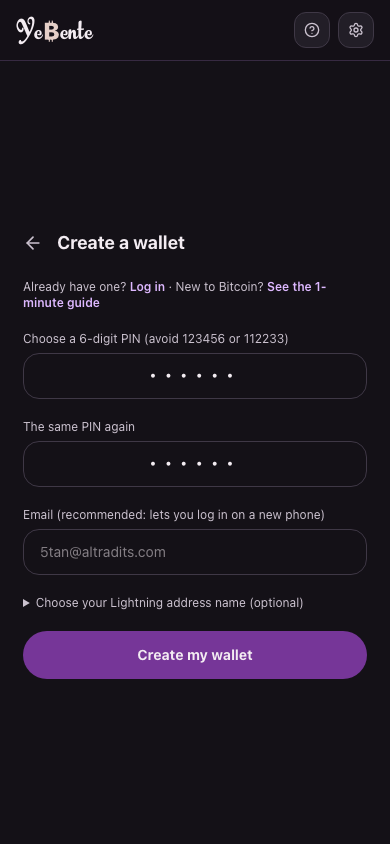 YeBente
Create a wallet
Already have one? Log in · New to Bitcoin? See the 1-
minute guide
Choose a 6-digit PIN (avoid 123456 or 112233)
• • • • • •
The same PIN again
• • • • • •
Email (recommended: lets you log in on a new phone)
5tan@altradits.com
Choose your Lightning address name (optional)
Create my wallet